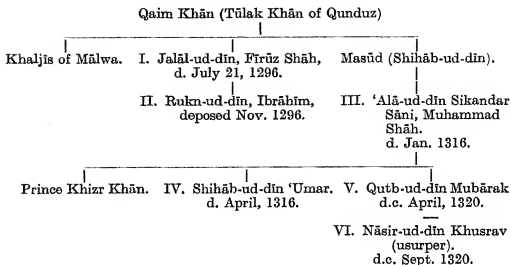 Qaim Khān (Tūlak Khān of Qunduz)
Khaljīs of Mālwa. I. Jalāl-ud-dīn, Fīrūz Shāh, Masūd (Shihāb-ud-dīn).
d. July 21, 1296.
II. Rukn-ud-dīn, Ibrāhīm, III. ‘Alā-ud-dīn Sikandar
deposed Nov. 1296. Sāni, Muhammad
Shāh.
d. Jan. 1316.
Prince Khizr Khān. IV. Shihāb-ud-dīn ‘Umar. V. Qutb-ud-dīn Mubārak
d. April, 1316. d.c. April, 1320.
VI. Nāsir-ud-dīn Khusrav
(usurper).
d.c. Sept. 1320.